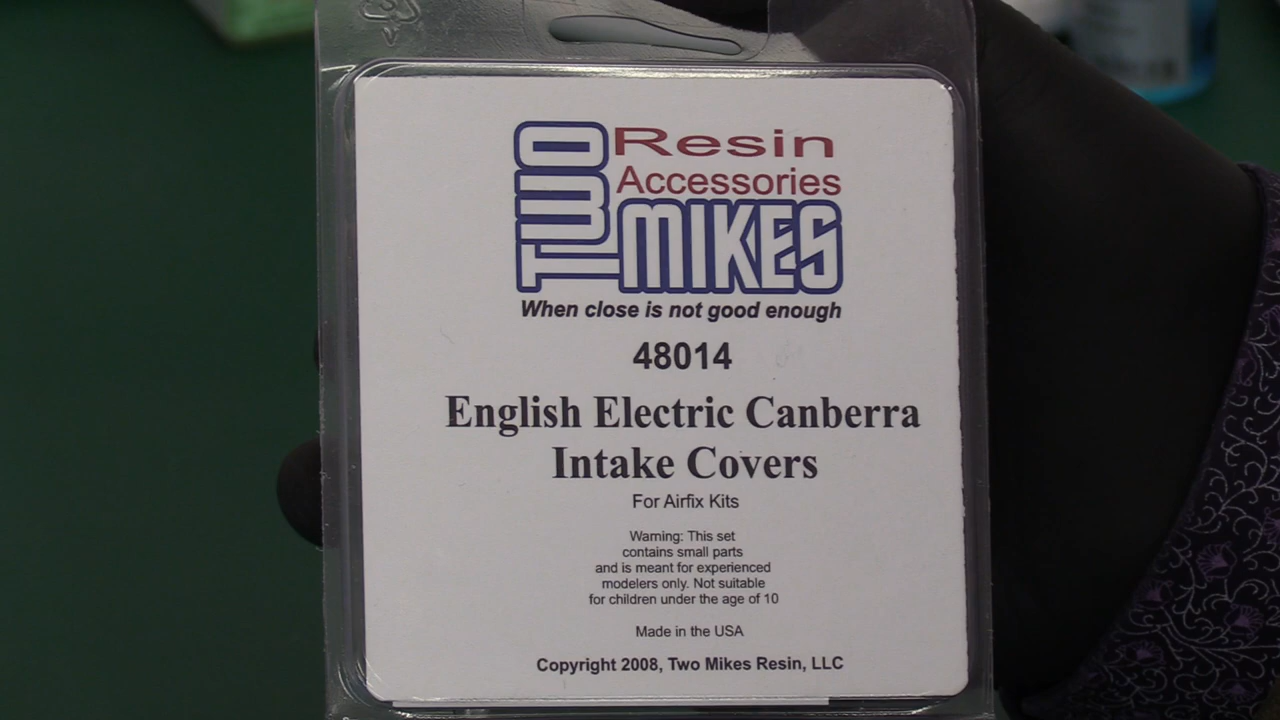 TWO
Resin
Accessories
MIKES
When close is not good enough
48014
English Electric Canberra
Intake Covers
For Airfix Kits
Warning: This set
contains small parts
and is meant for experienced
modelers only. Not suitable
for children under the age of 10
Made in the USA
Copyright 2008, Two Mikes Resin, LLC